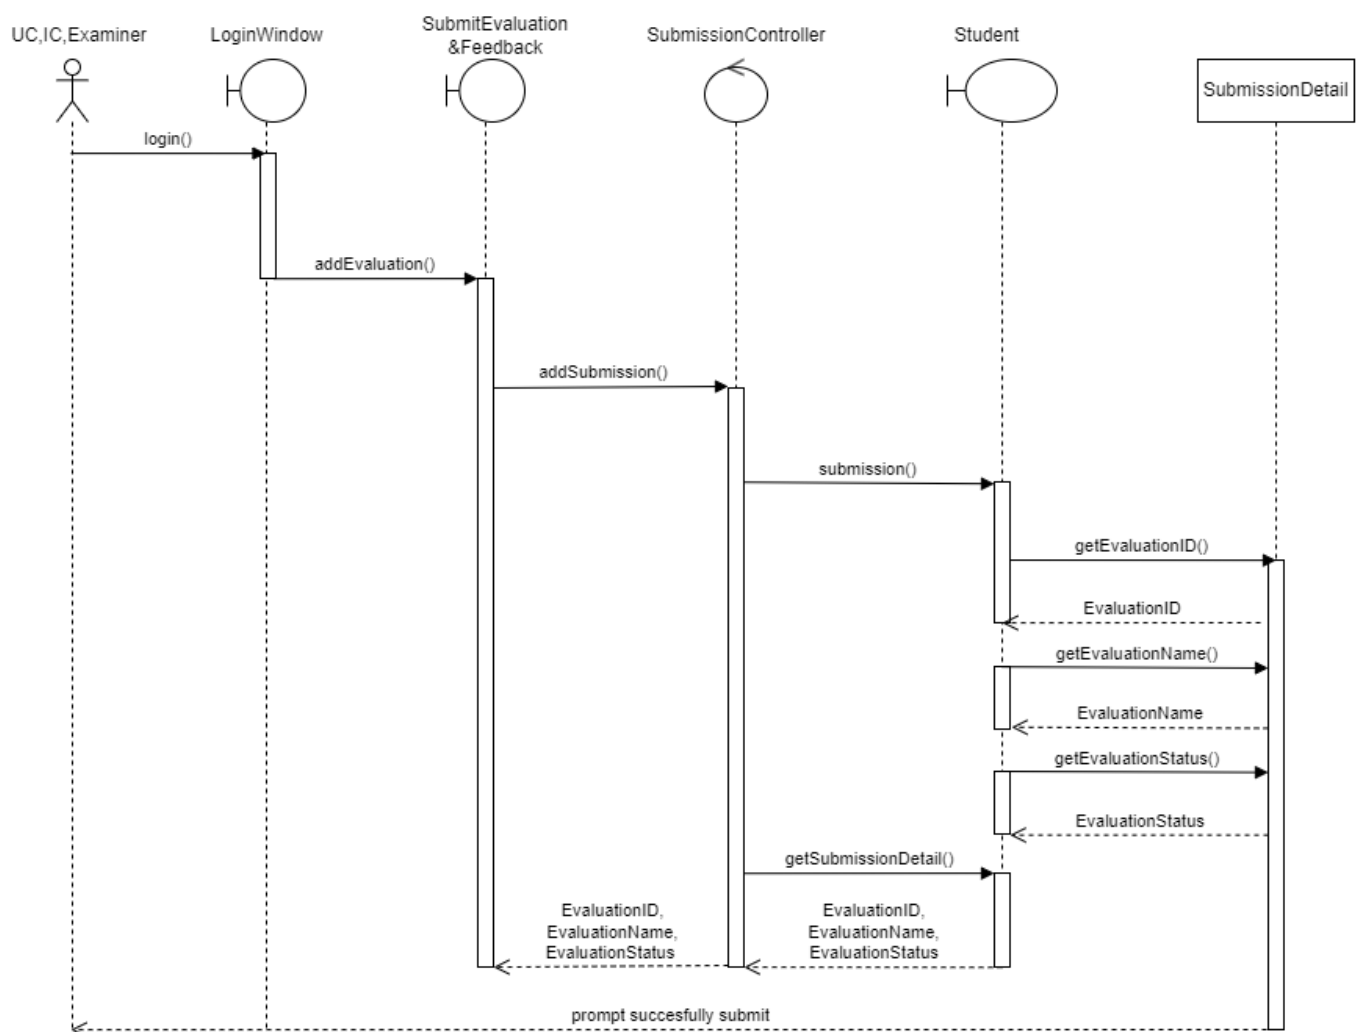 UC,IC,Examiner
LoginWindow
SubmitEvaluation
&Feedback
SubmissionController
Student
SubmissionDetail
login()
addEvaluation()
addSubmission()
submission()
getEvaluationID()
EvaluationID
getEvaluationName()
EvaluationName
getEvaluationStatus()
EvaluationStatus
getSubmissionDetail()
EvaluationID,
EvaluationName,
EvaluationStatus
EvaluationID,
EvaluationName,
EvaluationStatus
prompt succesfully submit